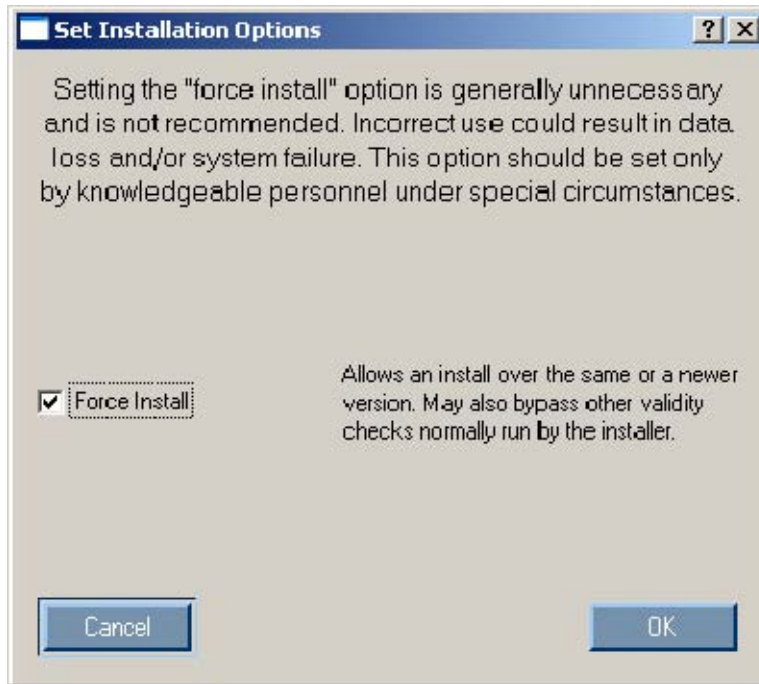 Set Installation Options
Setting the "force install" option is generally unnecessary
and is not recommended. Incorrect use could result in data
loss and/or system failure. This option should be set only
by knowledgeable personnel under special circumstances.
Force Install
Allows an install over the same or a newer
version. May also bypass other validity
checks normally run by the installer.
Cancel
OK